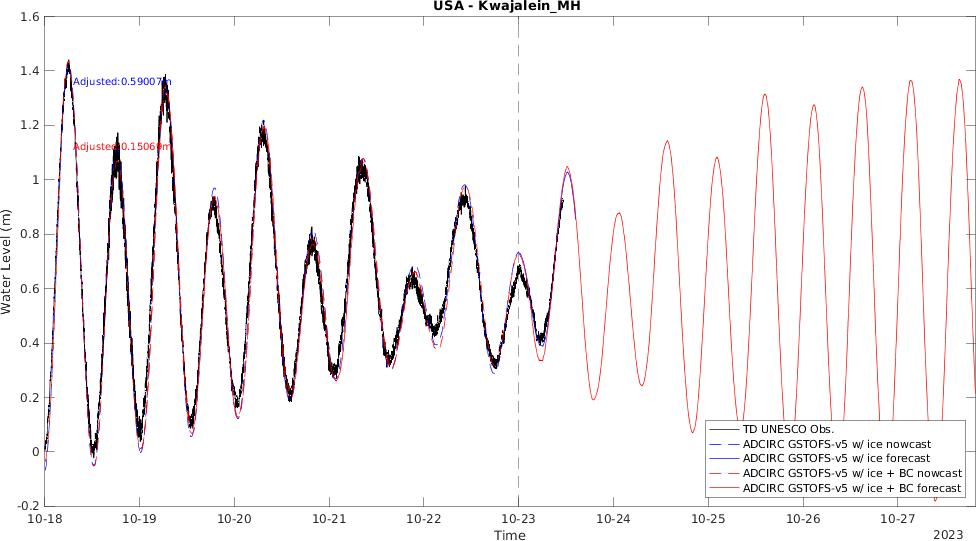 USA - Kwajalein_MH
1.6
1.4
1.2
1
0.8
0.6
0.4
0.2
0
-0.2
Water Level (m)
Adjusted:0.59007m
Adjusted:0.15069m
TD UNESCO Obs.
ADCIRC GSTOFS-v5 w/ ice nowcast
ADCIRC GSTOFS-v5 w/ ice forecast
ADCIRC GSTOFS-v5 w/ ice + BC nowcast
ADCIRC GSTOFS-v5 w/ ice + BC forecast
10-18 10-19 10-20 10-21 10-22 10-23 10-24 10-25 10-26 10-27
Time
2023